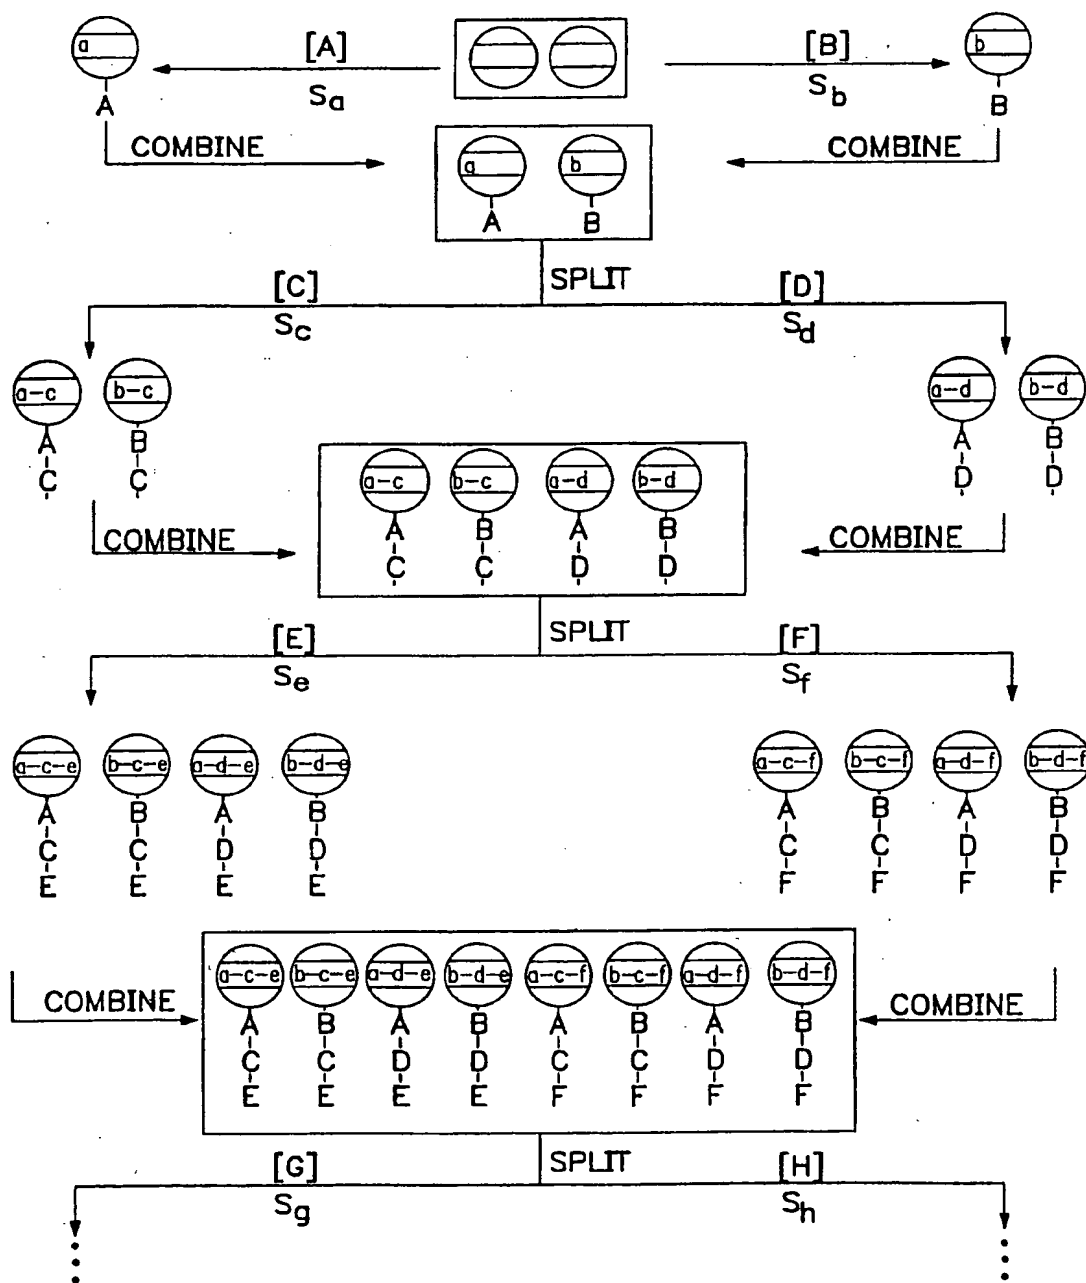 a [A] [B] b
Sa Sb
A B
COMBINE COMBINE
a b
A B
SPLIT
[C] [D]
Sc Sd
a-c b-c a-d b-d
A B A B
C C D D
a-c b-c a-d b-d
A B A B
C C D D
COMBINE COMBINE
SPLIT
[E] [F]
Se Sf
a-c-e b-c-e a-d-e b-d-e a-c-f b-c-f a-d-f b-d-f
A B A B A B A B
C C D D C C D D
E E E E F F F F
a-c-e b-c-e a-d-e b-d-e a-c-f b-c-f a-d-f b-d-f
COMBINE COMBINE
A B A B A B A B
C C D D C C D D
E E E E F F F F
SPLIT
[G] [H]
Sg Sh